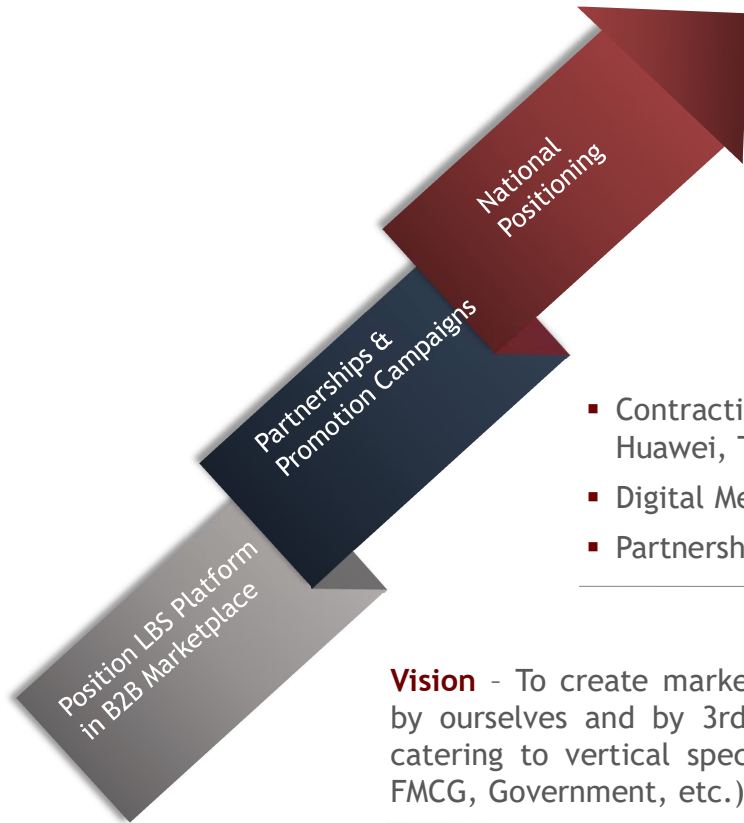 National
Positioning
Partnerships &
Promotion Campaigns
▪ Contracti
Huawei, T
▪ Digital Me
▪ Partnersh
Position LBS Platform
in B2B Marketplace
Vision – To create marke
by ourselves and by 3rd
catering to vertical spec
FMCG, Government, etc.)